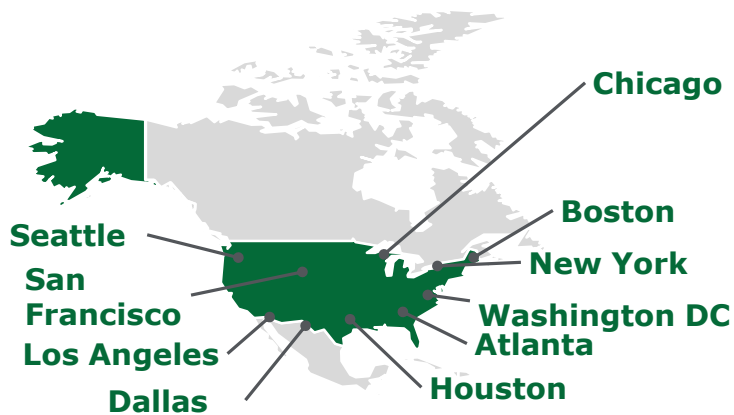 Chicago
Boston
Seattle
New York
San
Francisco
Washington DC
Atlanta
Los Angeles
Houston
Dallas